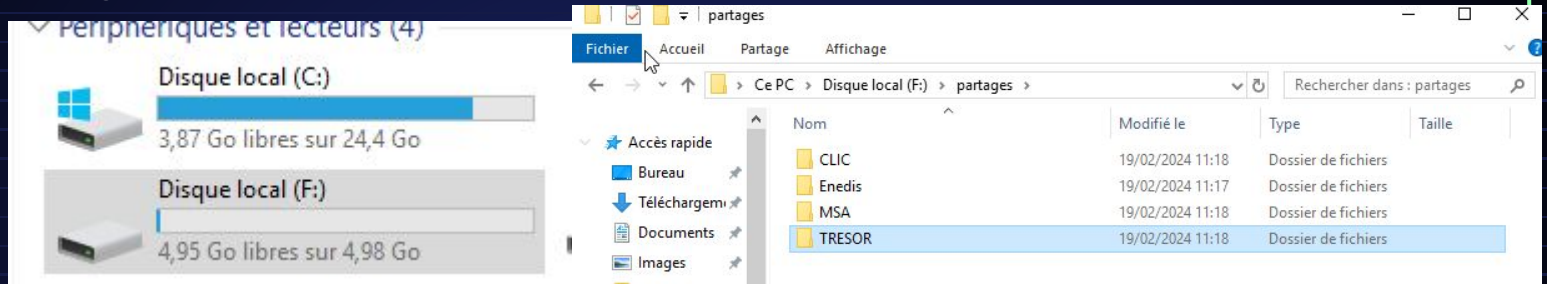 Périphériques et lecteurs (4)
Disque local (C:)
3,87 Go libres sur 24,4 Go
Disque local (F:)
4,95 Go libres sur 4,98 Go
partages
Fichier Accueil Partage Affichage
Ce PC > Disque local (F:) > partages >
Rechercher dans : partages
Nom Modifié le Type Taille
Accès rapide
Bureau
Téléchargem
Documents
Images
CLIC 19/02/2024 11:18 Dossier de fichiers
Enedis 19/02/2024 11:17 Dossier de fichiers
MSA 19/02/2024 11:18 Dossier de fichiers
TRESOR 19/02/2024 11:18 Dossier de fichiers